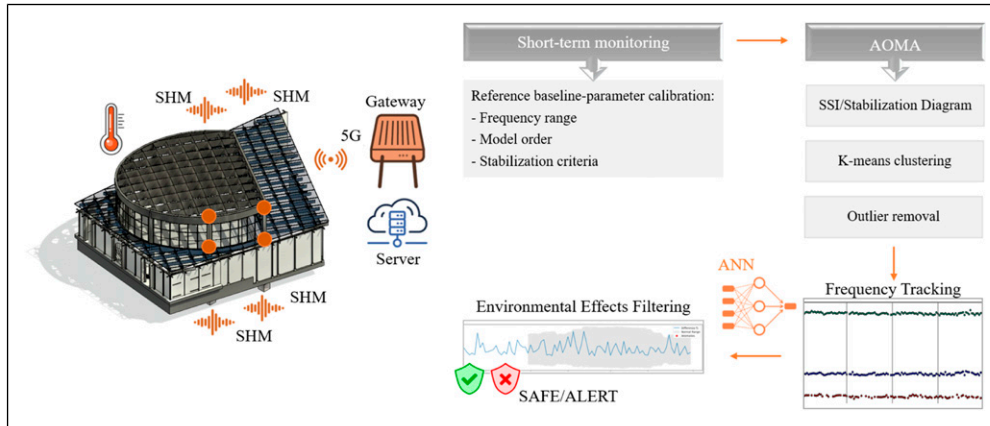 SHM
SHM
Gateway
5G
Server
SHM
SHM
Short-term monitoring
Reference baseline-parameter calibration:
- Frequency range
- Model order
- Stabilization criteria
AOMA
SSI/Stabilization Diagram
K-means clustering
Outlier removal
ANN
Frequency Tracking
Environmental Effects Filtering
SAFE/ALERT